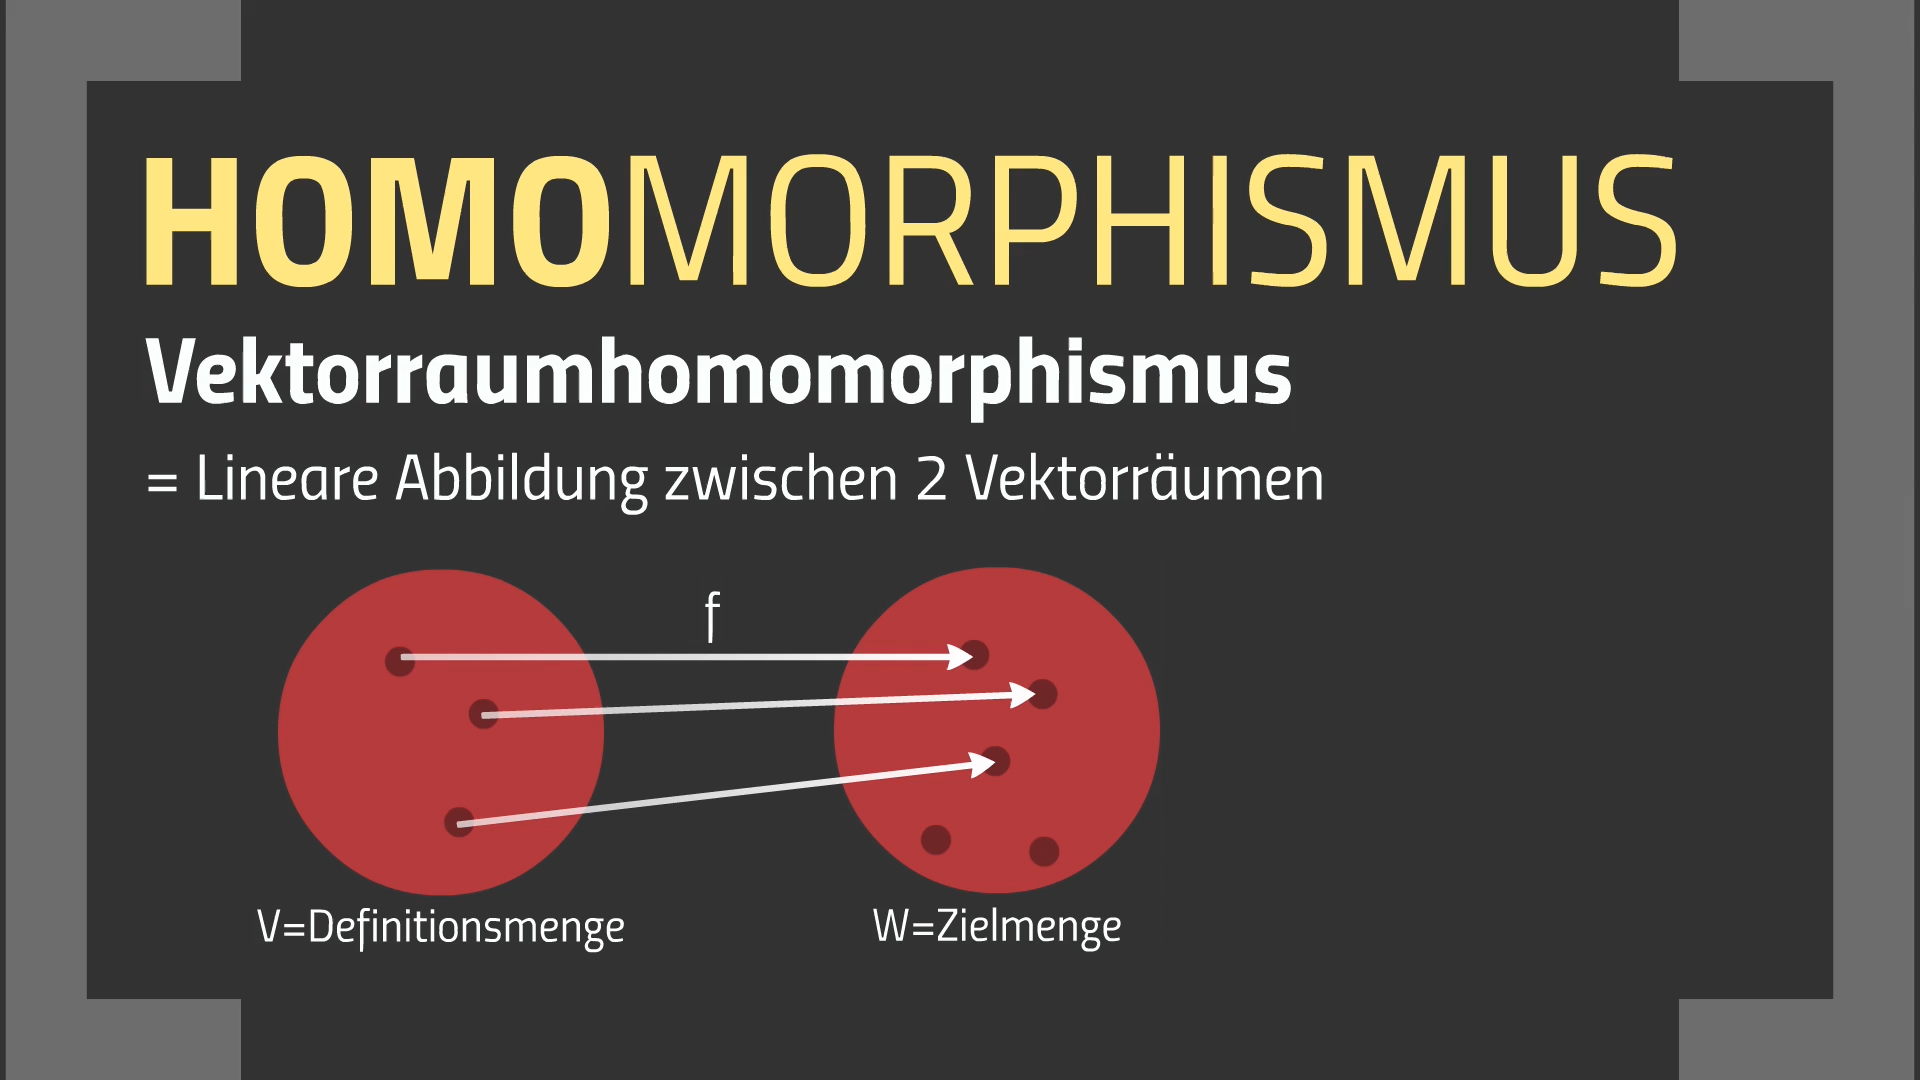 HOMOMORPHISMUS
Vektorraumhomomorphismus
= Lineare Abbildung zwischen 2 Vektorräumen
f
V=Definitionsmenge
W=Zielmenge